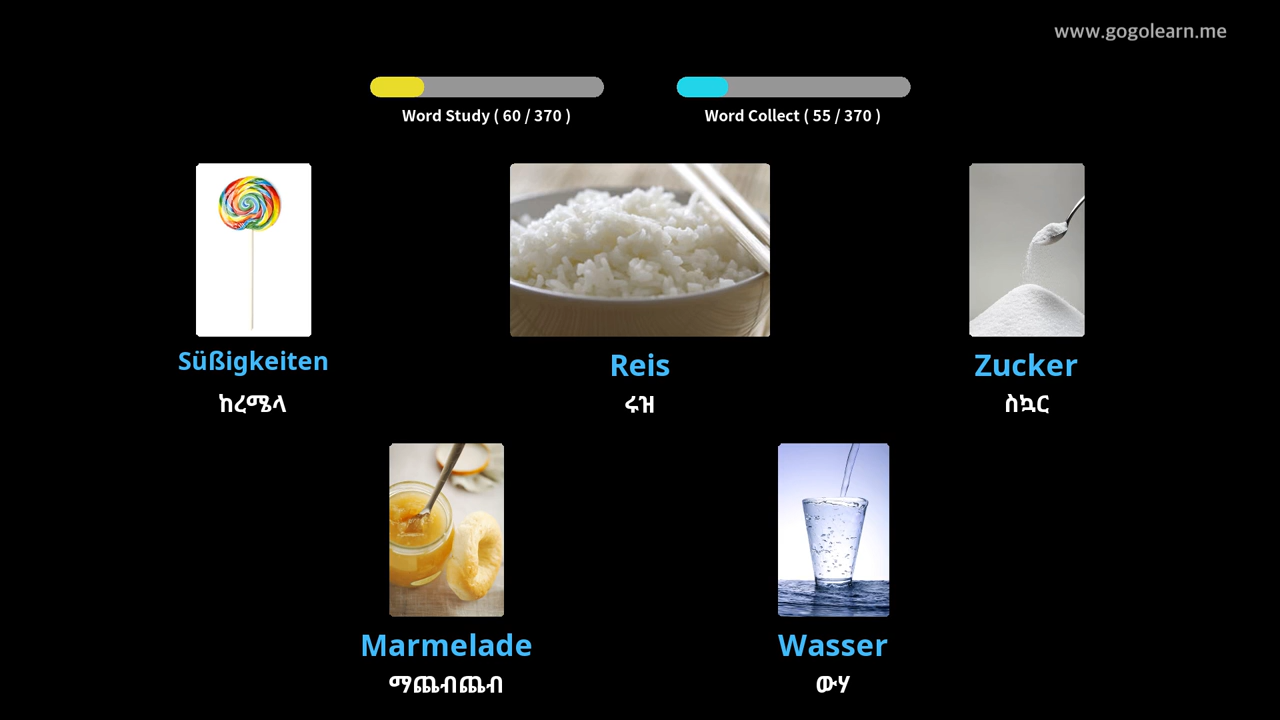 www.gogolearn.me
Word Study ( 60 / 370 )
Word Collect ( 55 / 370 )
Süßigkeiten
ከረሜላ
Reis
ሩዝ
Zucker
ስኳር
Marmelade
ማጨብጨብ
Wasser
ውሃ